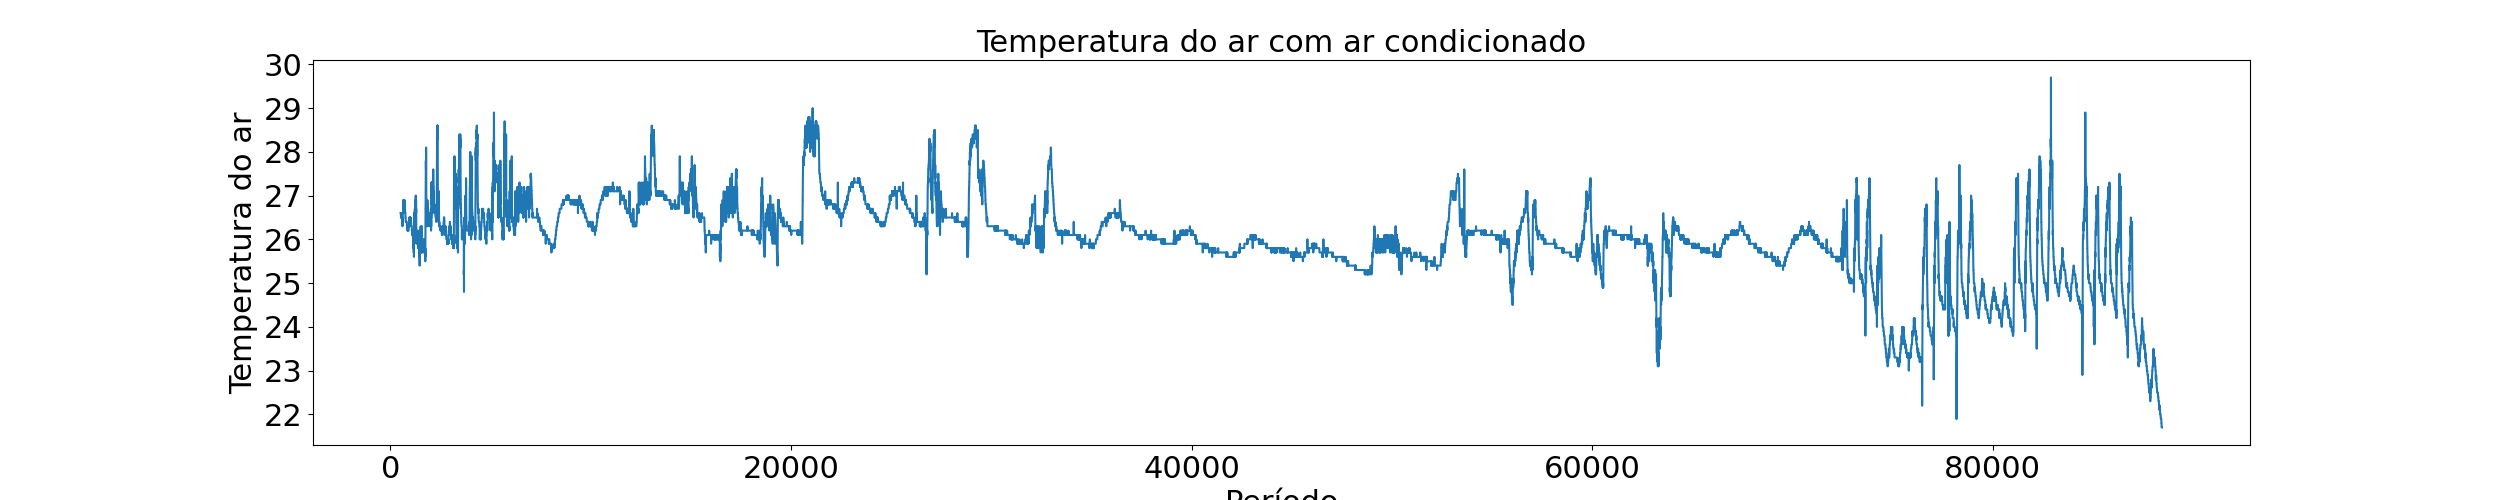 Temperatura do ar com ar condicionado
Temperatura do ar
30
29
28
27
26
25
24
23
22
0 20000 40000 60000 80000
Período